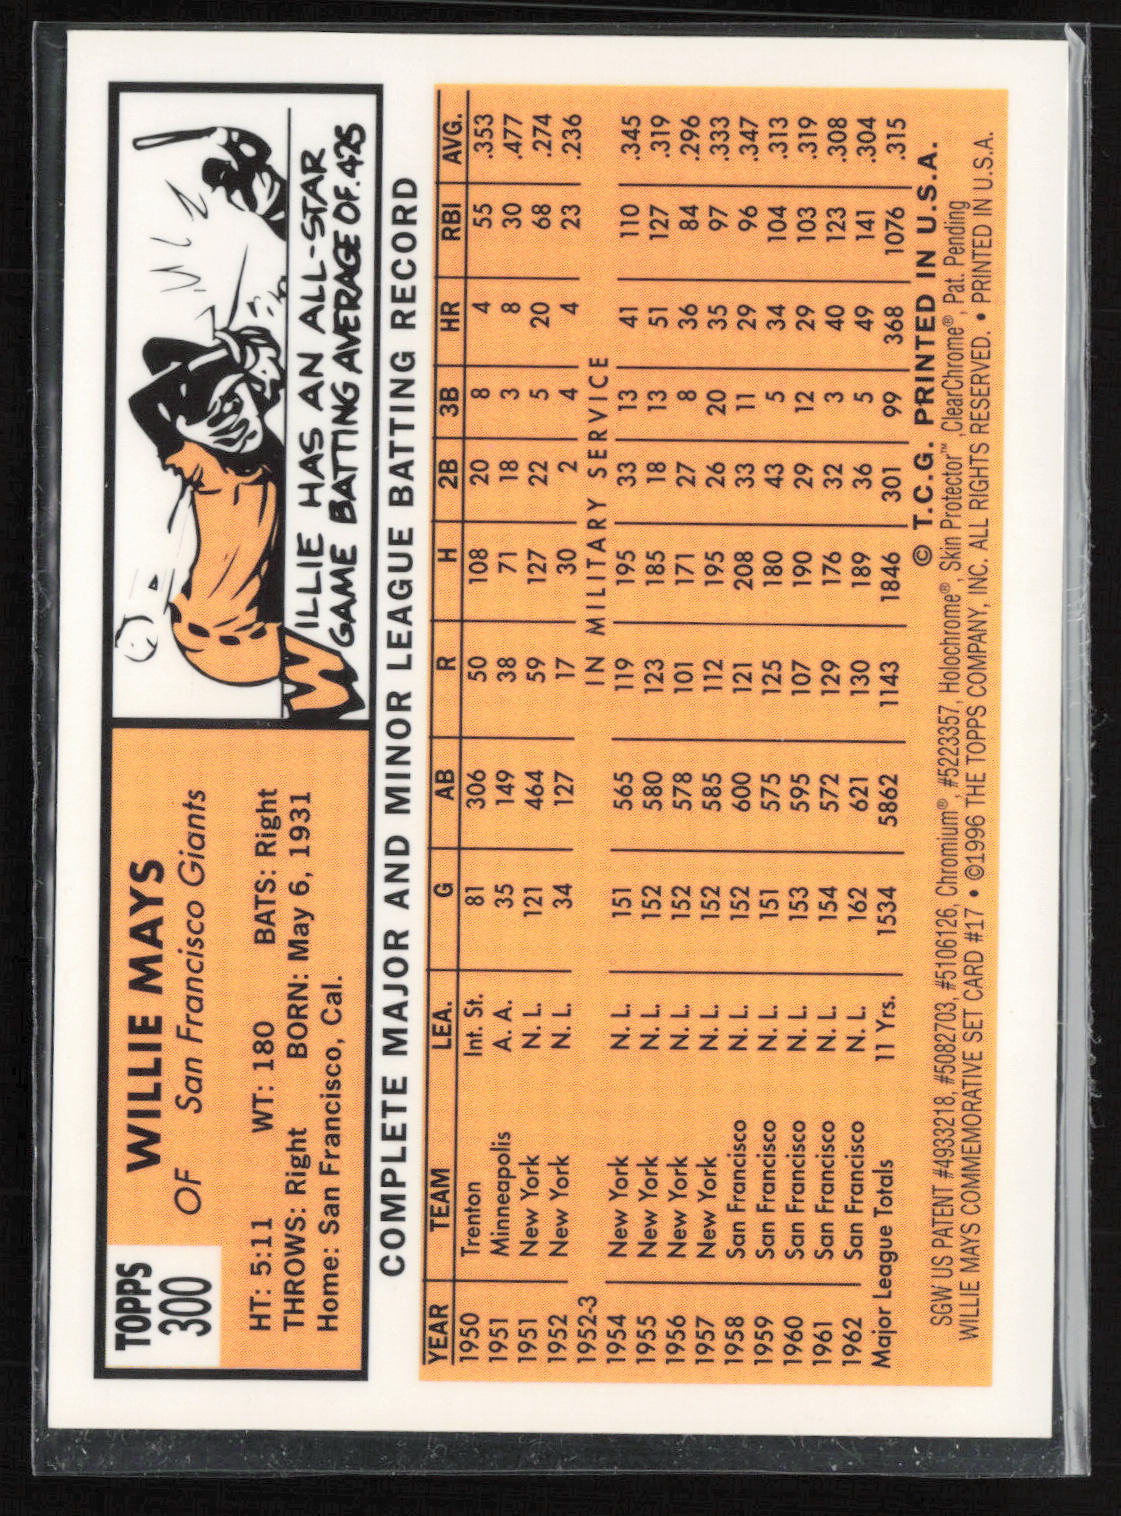 TOPPS
300
WILLIE MAYS
OF San Francisco Giants
HT: 5:11 WT: 180 BATS: Right
THROWS: Right BORN: May 6, 1931
Home: San Francisco, Cal.
WILLIE HAS AN ALL-STAR
GAME BATTING AVERAGE OF .425
COMPLETE MAJOR AND MINOR LEAGUE BATTING RECORD
YEAR TEAM LEA. G AB R H 2B 3B HR RBI AVG.
1950 Trenton Int. St. 81 306 50 108 20 8 4 55 .353
1951 Minneapolis A. A. 35 149 38 71 18 3 8 30 .477
1951 New York N. L. 121 464 59 127 22 5 20 68 .274
1952 New York N. L. 34 127 17 30 2 4 4 23 .236
1952-3 IN MILITARY SERVICE
1954 New York N. L. 151 565 119 195 33 13 41 110 .345
1955 New York N. L. 152 580 123 185 18 13 51 127 .319
1956 New York N. L. 152 578 101 171 27 8 36 84 .296
1957 New York N. L. 152 585 112 195 26 20 35 97 .333
1958 San Francisco N. L. 152 600 121 208 33 11 29 96 .347
1959 San Francisco N. L. 151 575 125 180 43 5 34 104 .313
1960 San Francisco N. L. 153 595 107 190 29 12 29 103 .319
1961 San Francisco N. L. 154 572 129 176 32 3 40 123 .308
1962 San Francisco N. L. 162 621 130 189 36 5 49 141 .304
Major League Totals 11 Yrs. 1534 5862 1143 1846 301 99 368 1076 .315
© T.C.G. PRINTED IN U.S.A.
SGW US PATENT #4933218, #5082703, #5106126, Chromium®, #5223357, Holochrome®, Skin Protector™, ClearChrome®, Pat. Pending
WILLIE MAYS COMMEMORATIVE SET CARD #17 • ©1996 THE TOPPS COMPANY, INC. ALL RIGHTS RESERVED. • PRINTED IN U.S.A.